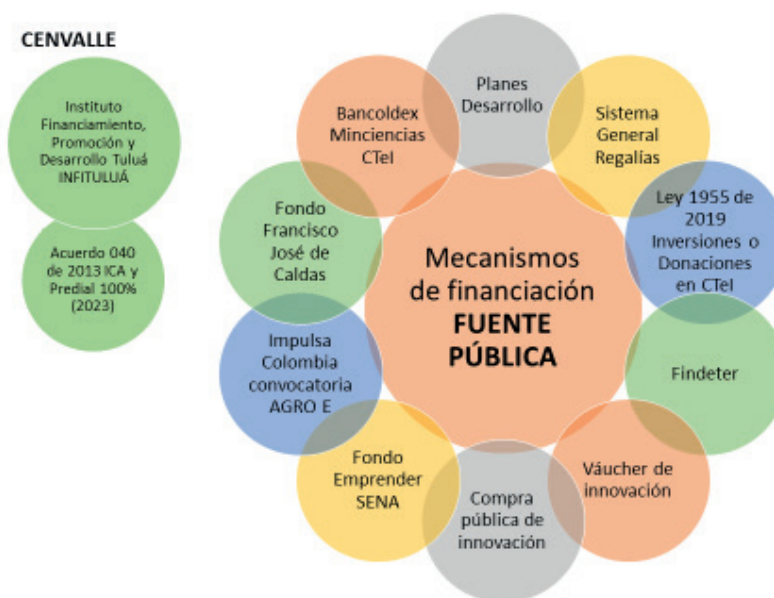 CENVALLE
Instituto
Financiamiento,
Promoción y
Desarrollo Tuluá
INFITULUÁ
Acuerdo 040
de 2013 ICA y
Predial 100%
(2023)
Planes
Desarrollo
Sistema
General
Regalías
Ley 1955 de
2019
Inversiones o
Donaciones
en CTeI
Findeter
Váucher de
innovación
Compra
pública de
innovación
Fondo
Emprender
SENA
Impulsa
Colombia
convocatoria
AGRO E
Fondo
Francisco
José de
Caldas
Bancoldex
Minciencias
CTeI
Mecanismos
de financiación
FUENTE
PÚBLICA